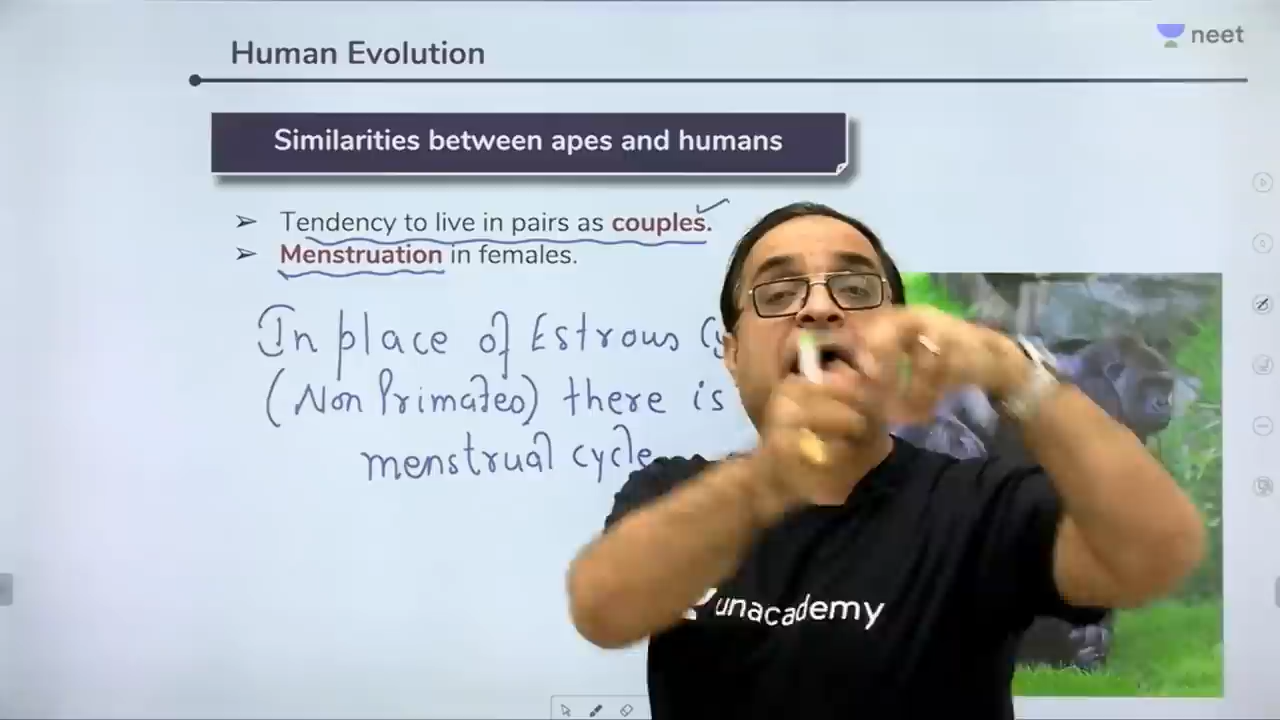 neet
Human Evolution
Similarities between apes and humans
➢ Tendency to live in pairs as couples.
➢ Menstruation in females.
In place of Estrous
(Non Primates) there is
menstrual cycle
unacademy